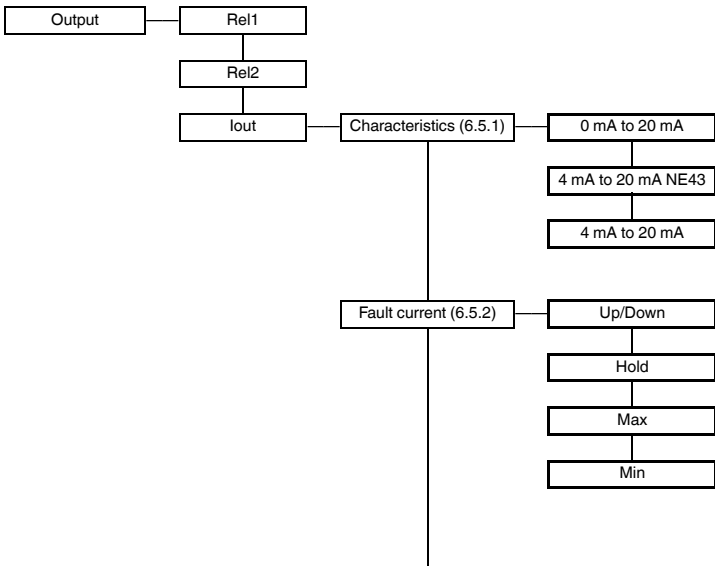 Output
Rel1
Rel2
Iout
Characteristics (6.5.1)
0 mA to 20 mA
4 mA to 20 mA NE43
4 mA to 20 mA
Fault current (6.5.2)
Up/Down
Hold
Max
Min